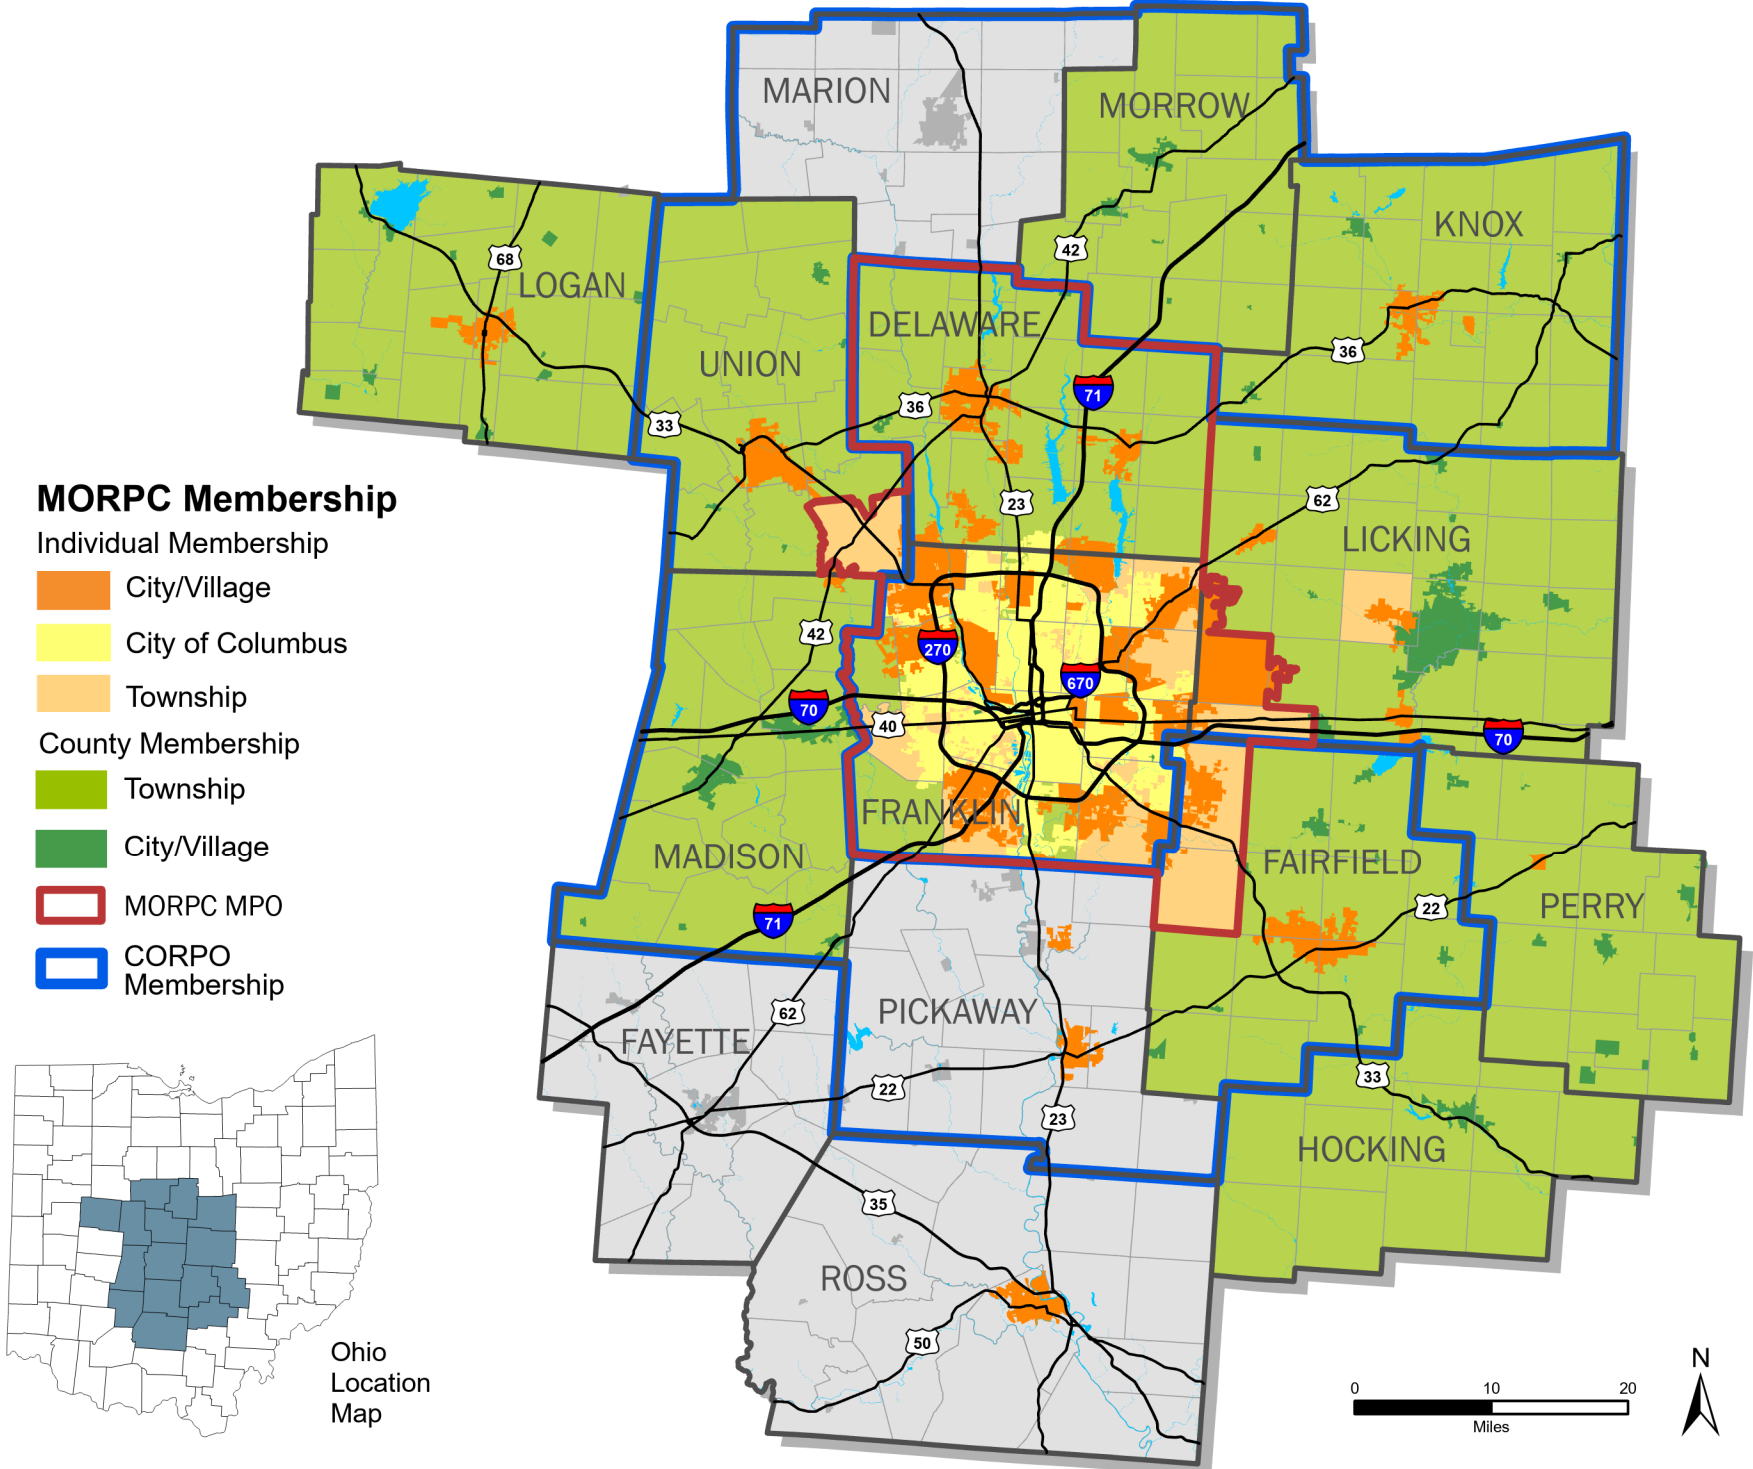 MARION
MORROW
KNOX
68
42
LOGAN
DELAWARE
UNION
36
71
36
33
MORPC Membership
Individual Membership
City/Village
City of Columbus
Township
County Membership
Township
City/Village
MORPC MPO
CORPO
Membership
23
62
LICKING
42
270
670
70
40
70
FRANKLIN
MADISON
FAIRFIELD
PERRY
22
71
62
PICKAWAY
FAYETTE
22
23
33
HOCKING
35
ROSS
50
Ohio
Location
Map
N
0 10 20
Miles